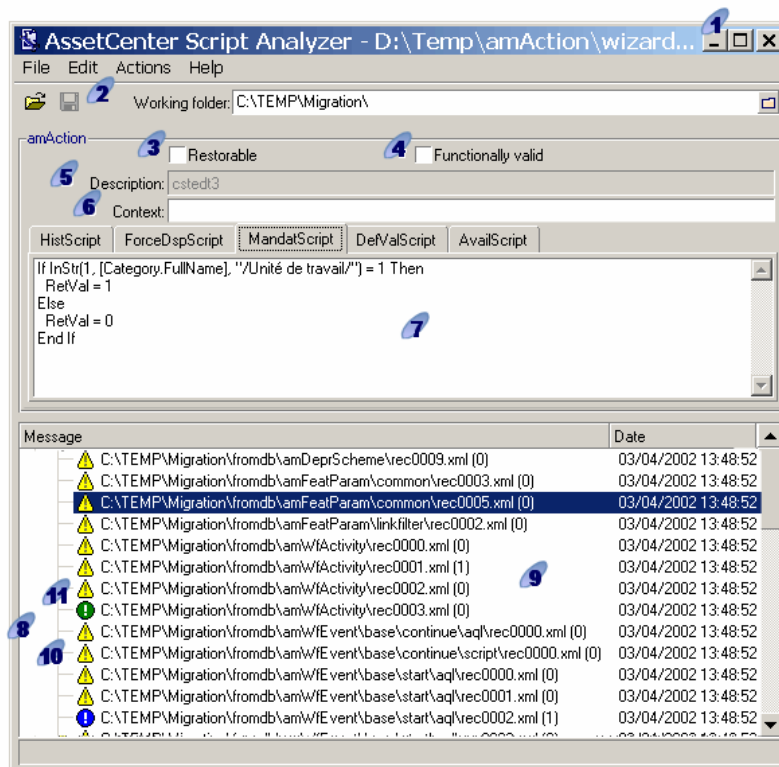 1
AssetCenter Script Analyzer - D:\Temp\amAction\wizard...
File Edit Actions Help
2
Working folder: C:\TEMP\Migration\
amAction
3 Restorable 4 Functionally valid
5 Description: cstedt3
6 Context:
HistScript ForceDspScript MandatScript DefValScript AvailScript
If InStr(1, [Category.FullName], "/Unité de travail/") = 1 Then
RetVal = 1
Else
RetVal = 0
End If
7
Message Date
C:\TEMP\Migration\fromdb\amDeprScheme\rec0009.xml (0) 03/04/2002 13:48:52
C:\TEMP\Migration\fromdb\amFeatParam\common\rec0003.xml (0) 03/04/2002 13:48:52
C:\TEMP\Migration\fromdb\amFeatParam\common\rec0005.xml (0) 03/04/2002 13:48:52
C:\TEMP\Migration\fromdb\amFeatParam\linkfilter\rec0002.xml (0) 03/04/2002 13:48:52
C:\TEMP\Migration\fromdb\amWfActivity\rec0000.xml (0) 03/04/2002 13:48:52
C:\TEMP\Migration\fromdb\amWfActivity\rec0001.xml (1) 9 03/04/2002 13:48:52
11 C:\TEMP\Migration\fromdb\amWfActivity\rec0002.xml (0) 03/04/2002 13:48:52
C:\TEMP\Migration\fromdb\amWfActivity\rec0003.xml (0) 03/04/2002 13:48:52
8 C:\TEMP\Migration\fromdb\amWfEvent\base\continue\aql\rec0000.xml (0) 03/04/2002 13:48:52
10 C:\TEMP\Migration\fromdb\amWfEvent\base\continue\script\rec0000.xml (0) 03/04/2002 13:48:52
C:\TEMP\Migration\fromdb\amWfEvent\base\start\aql\rec0000.xml (0) 03/04/2002 13:48:52
C:\TEMP\Migration\fromdb\amWfEvent\base\start\aql\rec0001.xml (0) 03/04/2002 13:48:52
C:\TEMP\Migration\fromdb\amWfEvent\base\start\aql\rec0002.xml (1) 03/04/2002 13:48:52